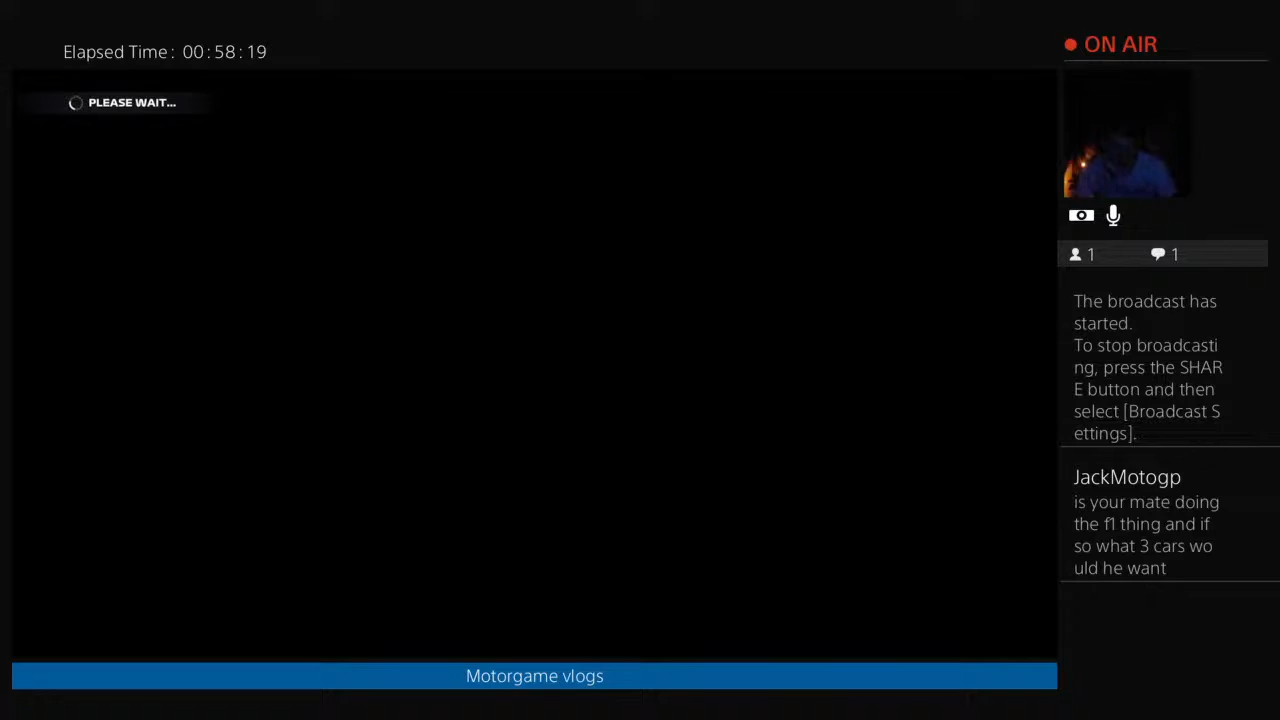 Elapsed Time: 00:58:19
ON AIR
PLEASE WAIT...
1 1
The broadcast has
started.
To stop broadcasti
ng, press the SHAR
E button and then
select [Broadcast S
ettings].
JackMotogp
is your mate doing
the f1 thing and if
so what 3 cars wo
uld he want
Motorgame vlogs